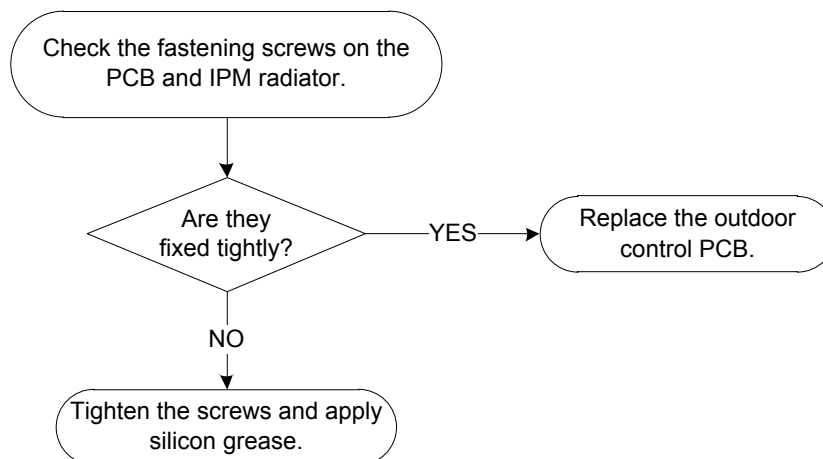 Check the fastening screws on the
PCB and IPM radiator.
Are they
fixed tightly?
YES
Replace the outdoor
control PCB.
NO
Tighten the screws and apply
silicon grease.